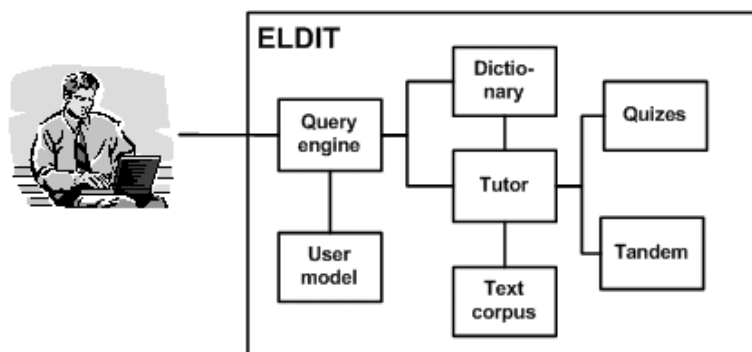 ELDIT
Dictio-
nary
Query
engine
Quizes
Tutor
User
model
Tandem
Text
corpus